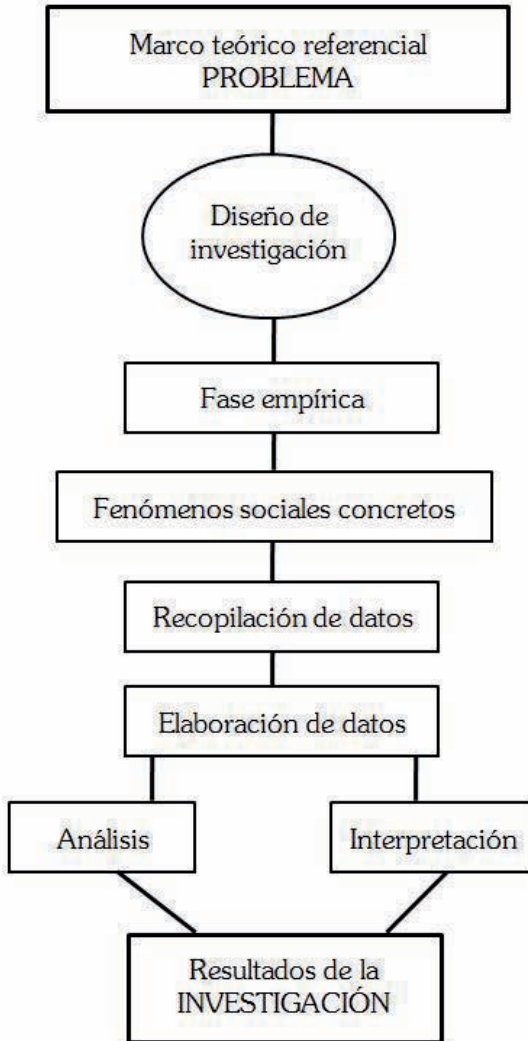 Marco teórico referencial
PROBLEMA
Diseño de
investigación
Fase empírica
Fenómenos sociales concretos
Recopilación de datos
Elaboración de datos
Análisis
Interpretación
Resultados de la
INVESTIGACIÓN